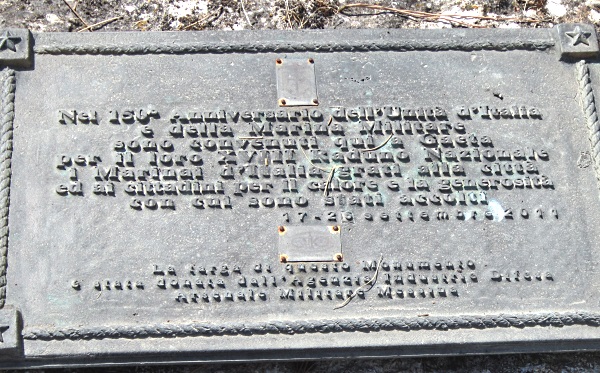 Nel 150° Anniversario dell'Unità d'Italia
e della Marina Militare
sono convenuti qui a Gaeta
per il loro XVIII Raduno Nazionale
i Marinai d'Italia grati alla città
ed ai cittadini per il calore e la generosità
con cui sono stati accolti
settembre 2011
La targa di questo Monumento
è stata donata dall'Agenzia Industrie Difesa
Arsenale Militare Messina